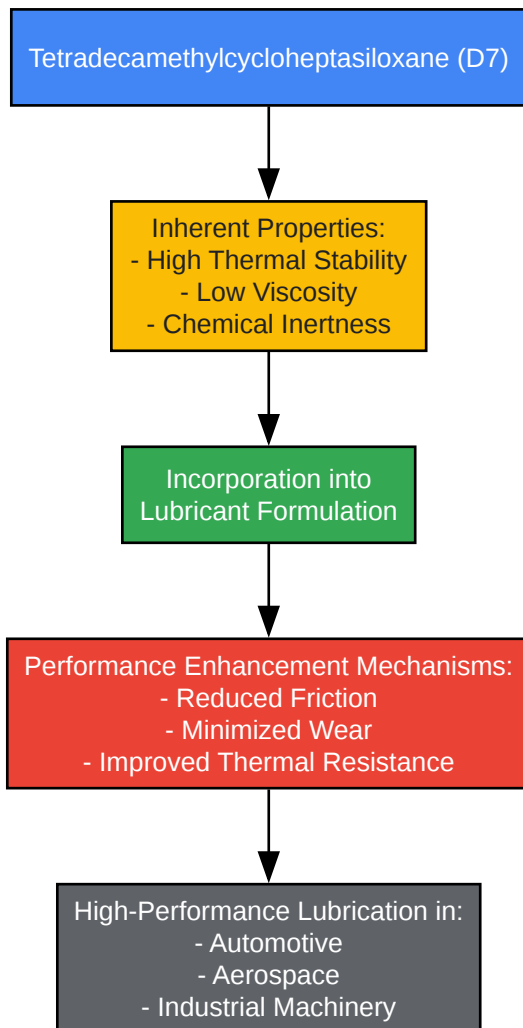 Tetradecamethylcycloheptasiloxane (D7)
Inherent Properties:
- High Thermal Stability
- Low Viscosity
- Chemical Inertness
Incorporation into
Lubricant Formulation
Performance Enhancement Mechanisms:
- Reduced Friction
- Minimized Wear
- Improved Thermal Resistance
High-Performance Lubrication in:
- Automotive
- Aerospace
- Industrial Machinery